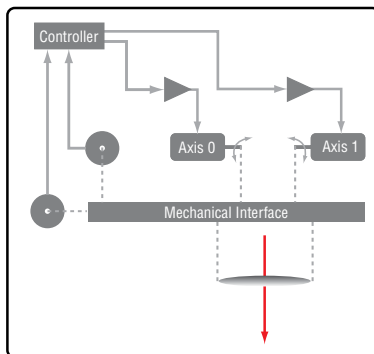 Controller
Axis 0
Axis 1
Mechanical Interface